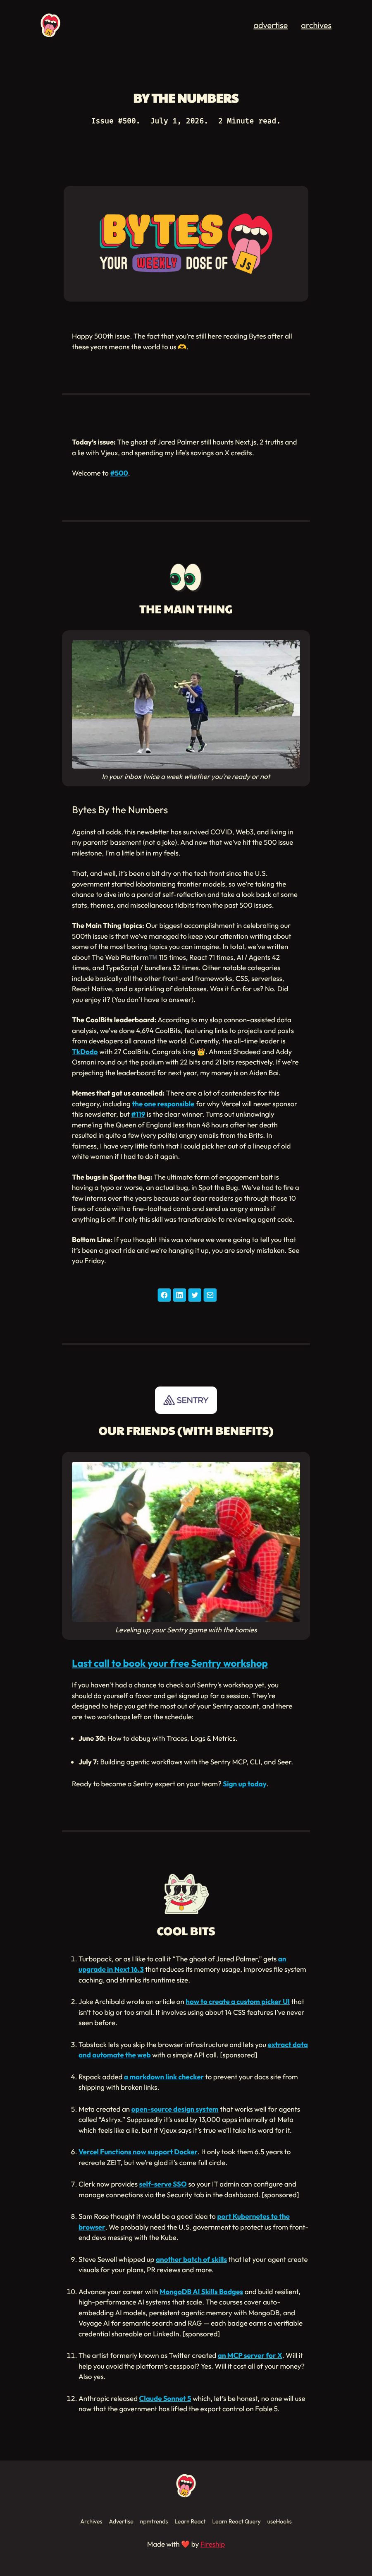 advertise archives
BY THE NUMBERS
Issue #500. July 1, 2026. 2 Minute read.
BYTES
YOUR WEEKLY DOSE OF JS
Happy 500th issue. The fact that you're still here reading Bytes after all
these years means the world to us 🫶.
Today's issue: The ghost of Jared Palmer still haunts Next.js, 2 truths and
a lie with Vjeux, and spending my life's savings on X credits.
Welcome to #500.
THE MAIN THING
In your inbox twice a week whether you're ready or not
Bytes By the Numbers
Against all odds, this newsletter has survived COVID, Web3, and living in
my parents' basement (not a joke). And now that we've hit the 500 issue
milestone, I'm a little bit in my feels.
That, and well, it's been a bit dry on the tech front since the U.S.
government started lobotomizing frontier models, so we're taking the
chance to dive into a pond of self-reflection and take a look back at some
stats, themes, and miscellaneous tidbits from the past 500 issues.
The Main Thing topics: Our biggest accomplishment in celebrating our
500th issue is that we've managed to keep your attention writing about
some of the most boring topics you can imagine. In total, we've written
about The Web Platform™️ 115 times, React 71 times, AI / Agents 42
times, and TypeScript / bundlers 32 times. Other notable categories
include basically all the other front-end frameworks, CSS, serverless,
React Native, and a sprinkling of databases. Was it fun for us? No. Did
you enjoy it? (You don't have to answer).
The CoolBits leaderboard: According to my slop cannon-assisted data
analysis, we've done 4,694 CoolBits, featuring links to projects and posts
from developers all around the world. Currently, the all-time leader is
TkDodo with 27 CoolBits. Congrats king 👑. Ahmad Shadeed and Addy
Osmani round out the podium with 22 bits and 21 bits respectively. If we're
projecting the leaderboard for next year, my money is on Aiden Bai.
Memes that got us cancelled: There are a lot of contenders for this
category, including the one responsible for why Vercel will never sponsor
this newsletter, but #119 is the clear winner. Turns out unknowingly
meme'ing the Queen of England less than 48 hours after her death
resulted in quite a few (very polite) angry emails from the Brits. In
fairness, I have very little faith that I could pick her out of a lineup of old
white women if I had to do it again.
The bugs in Spot the Bug: The ultimate form of engagement bait is
having a typo or worse, an actual bug, in Spot the Bug. We've had to fire a
few interns over the years because our dear readers go through those 10
lines of code with a fine-toothed comb and send us angry emails if
anything is off. If only this skill was transferable to reviewing agent code.
Bottom Line: If you thought this was where we were going to tell you that
it's been a great ride and we're hanging it up, you are sorely mistaken. See
you Friday.
SENTRY
OUR FRIENDS (WITH BENEFITS)
Leveling up your Sentry game with the homies
Last call to book your free Sentry workshop
If you haven't had a chance to check out Sentry's workshop yet, you
should do yourself a favor and get signed up for a session. They're
designed to help you get the most out of your Sentry account, and there
are two workshops left on the schedule:
June 30: How to debug with Traces, Logs & Metrics.
July 7: Building agentic workflows with the Sentry MCP, CLI, and Seer.
Ready to become a Sentry expert on your team? Sign up today.
COOL BITS
1. Turbopack, or as I like to call it "The ghost of Jared Palmer," gets an
upgrade in Next 16.3 that reduces its memory usage, improves file system
caching, and shrinks its runtime size.
2. Jake Archibald wrote an article on how to create a custom picker UI that
isn't too big or too small. It involves using about 14 CSS features I've never
seen before.
3. Tabstack lets you skip the browser infrastructure and lets you extract data
and automate the web with a simple API call. [sponsored]
4. Rspack added a markdown link checker to prevent your docs site from
shipping with broken links.
5. Meta created an open-source design system that works well for agents
called "Astryx." Supposedly it's used by 13,000 apps internally at Meta
which feels like a lie, but if Vjeux says it's true we'll let it slide for now.
6. Vercel Functions now support Docker. It only took them 6.5 years to
recreate ZEIT, but we're glad it's come full circle.
7. Clerk now provides self-serve SSO so your IT admin can configure and
manage connections via the Security tab in the dashboard. [sponsored]
8. Sam Rose thought it would be a good idea to port Kubernetes to the
browser. We probably need the U.S. government to protect us from front-
end devs messing with the Kube.
9. Steve Sewell whipped up another batch of skills that let your agent create
visuals for your plans, PR reviews and more.
10. Advance your career with MongoDB AI Skills Badges and build resilient,
high-performance AI systems that scale. The courses cover auto-
embedding AI models, persistent agentic memory with MongoDB, and
Voyage AI for semantic search and RAG — each badge earns a verifiable
credential shareable on LinkedIn. [sponsored]
11. The artist formerly known as Twitter created an MCP server for X. Will it
help you avoid the platform's cesspool? Yes. Will it cost all of your money?
Also yes.
12. Anthropic released Claude Sonnet 5 which, let's be honest, no one will use
now that the government has lifted the export control on Fable 5.
Archives Advertise npmtrends Learn React Learn React Query useHooks
Made with ❤️ by Fireship